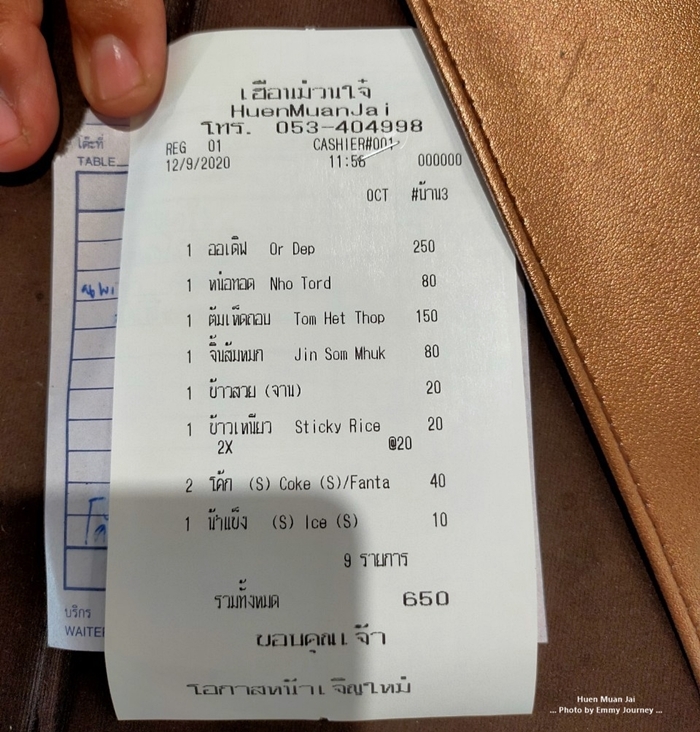 เฮือนม่วนใจ๋
HuenMuanJai
โทร. 053-404998
REG 01 CASHIER#001
12/9/2020 11:56 000000
OCT #บ้าน3
1 ออเดิฟ Or Dep 250
1 หน่อทอด Nho Tord 80
1 ต้มเห็ดถอบ Tom Het Thop 150
1 จิ๊นส้มหมก Jin Som Mhuk 80
1 ข้าวสวย (จาน) 20
1 ข้าวเหนียว Sticky Rice 20
2X @20
2 โค้ก (S) Coke (S)/Fanta 40
1 น้ำแข็ง (S) Ice (S) 10
9 รายการ
รวมทั้งหมด 650
ขอบคุณเจ๊า
โอกาสหน้าเจิญใหม่
โต๊ะที่
TABLE
บริกร
WAITER
Huen Muan Jai
... Photo by Emmy Journey ...